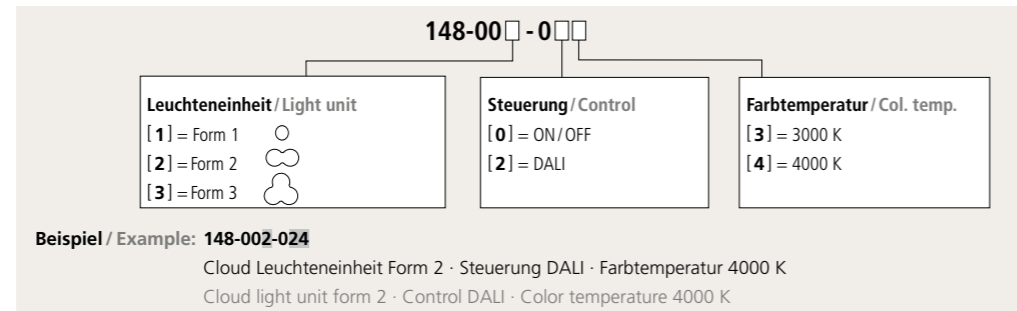 148-00□-0□□
Leuchteneinheit/Light unit
[1] = Form 1
[2] = Form 2
[3] = Form 3
Steuerung/Control
[0] = ON/OFF
[2] = DALI
Farbtemperatur/Col. temp.
[3] = 3000 K
[4] = 4000 K
Beispiel/Example: 148-002-024
Cloud Leuchteneinheit Form 2 · Steuerung DALI · Farbtemperatur 4000 K
Cloud light unit form 2 · Control DALI · Color temperature 4000 K